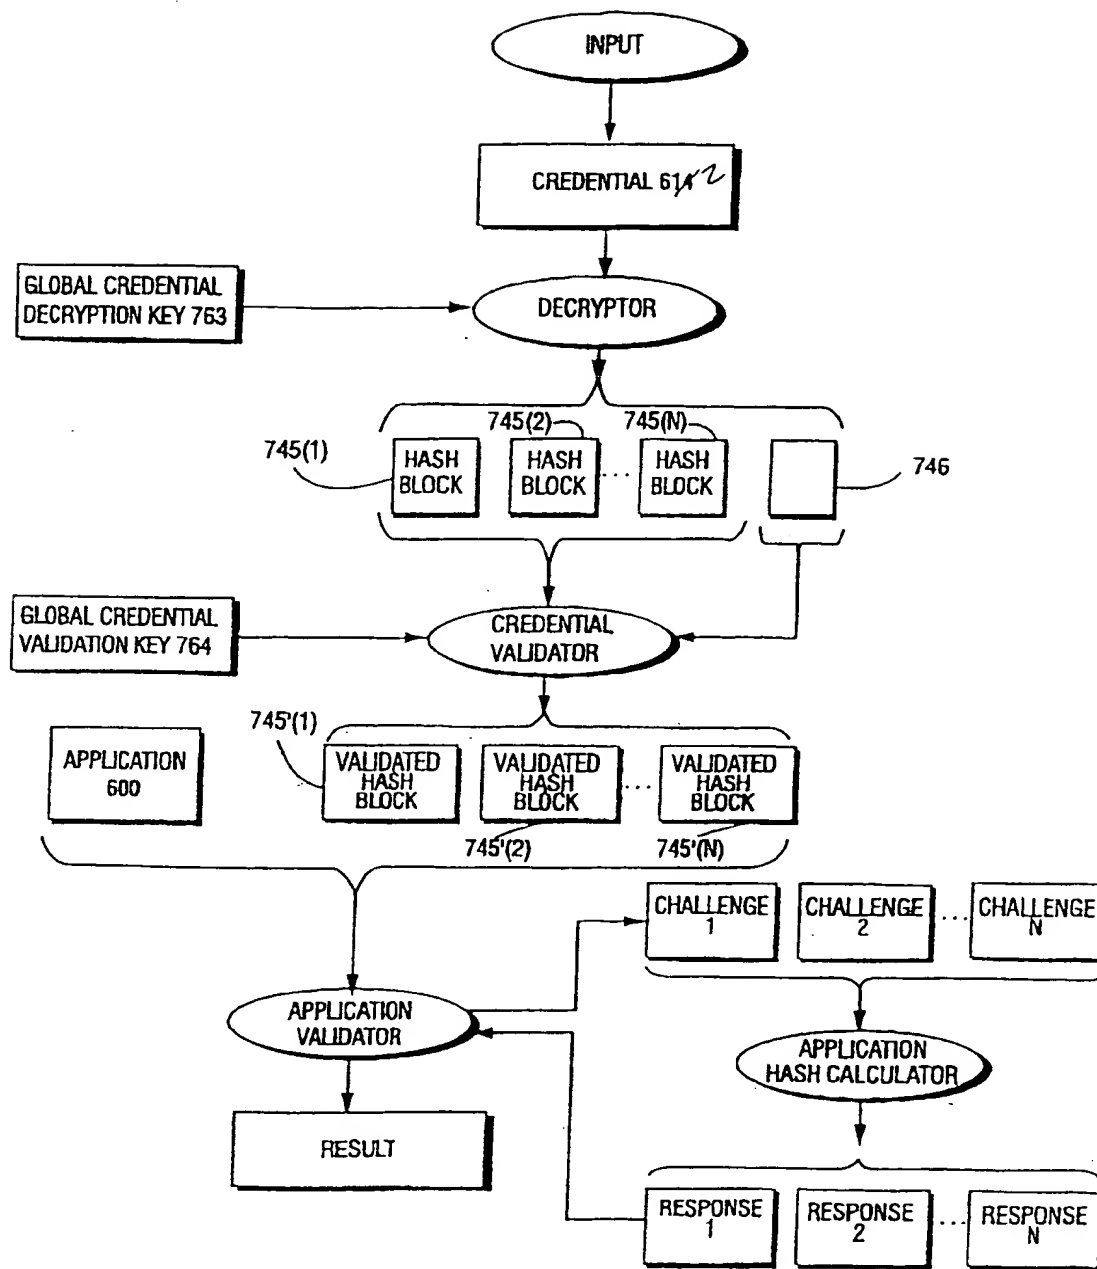 INPUT
CREDENTIAL 614 2
GLOBAL CREDENTIAL
DECRYPTION KEY 763
DECRYPTOR
745(1)
745(2)
745(N)
HASH
BLOCK
HASH
BLOCK
...
HASH
BLOCK
746
GLOBAL CREDENTIAL
VALIDATION KEY 764
CREDENTIAL
VALIDATOR
745'(1)
APPLICATION
600
VALIDATED
HASH
BLOCK
VALIDATED
HASH
BLOCK
...
VALIDATED
HASH
BLOCK
745'(2)
745'(N)
CHALLENGE
1
CHALLENGE
2
...
CHALLENGE
N
APPLICATION
VALIDATOR
APPLICATION
HASH CALCULATOR
RESULT
RESPONSE
1
RESPONSE
2
...
RESPONSE
N